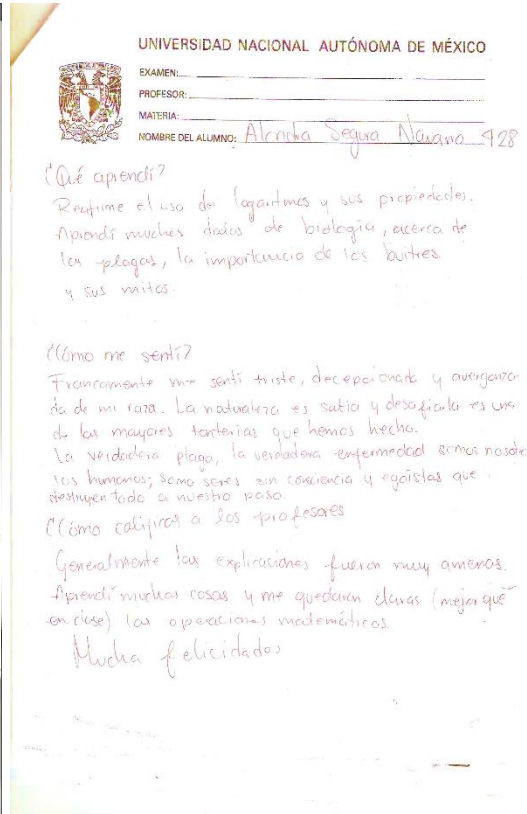 UNIVERSIDAD NACIONAL AUTÓNOMA DE MÉXICO
EXAMEN:
PROFESOR:
MATERIA:
NOMBRE DEL ALUMNO: Segura Navarro 428
¿Qué aprendí?
Reafirme el uso de logaritmos y sus propiedades.
Aprendí muchos datos de biología, acerca de
las plagas, la importancia de los buitres
y sus mitos.
¿Cómo me sentí?
Francamente me sentí triste, decepcionada y avergonza-
da de mi raza. La naturaleza es sabia y desafiarla es una
de las mayores tonterias que hemos hecho.
La verdadera plaga, la verdadera enfermedad somos nosotros
los humanos; somo seres sin conciencia y egoístas que
destruyen todo a nuestro paso.
¿Cómo calificas a los profesores
Generalmente las explicaciones fueron muy amenas.
Aprendí muchas cosas y me quedaron claras (mejor que
en clase) las operaciones matemáticas.
Mucha felicidades